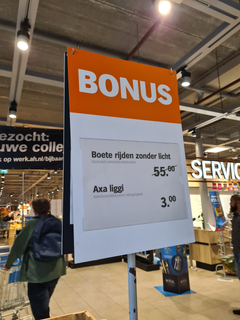 BONUS
Boete rijden zonder licht
55.00
Axa liggi
3.00
ezocht:
uwe colle
k op werk.ah.nl/bijbaan
SERVIC